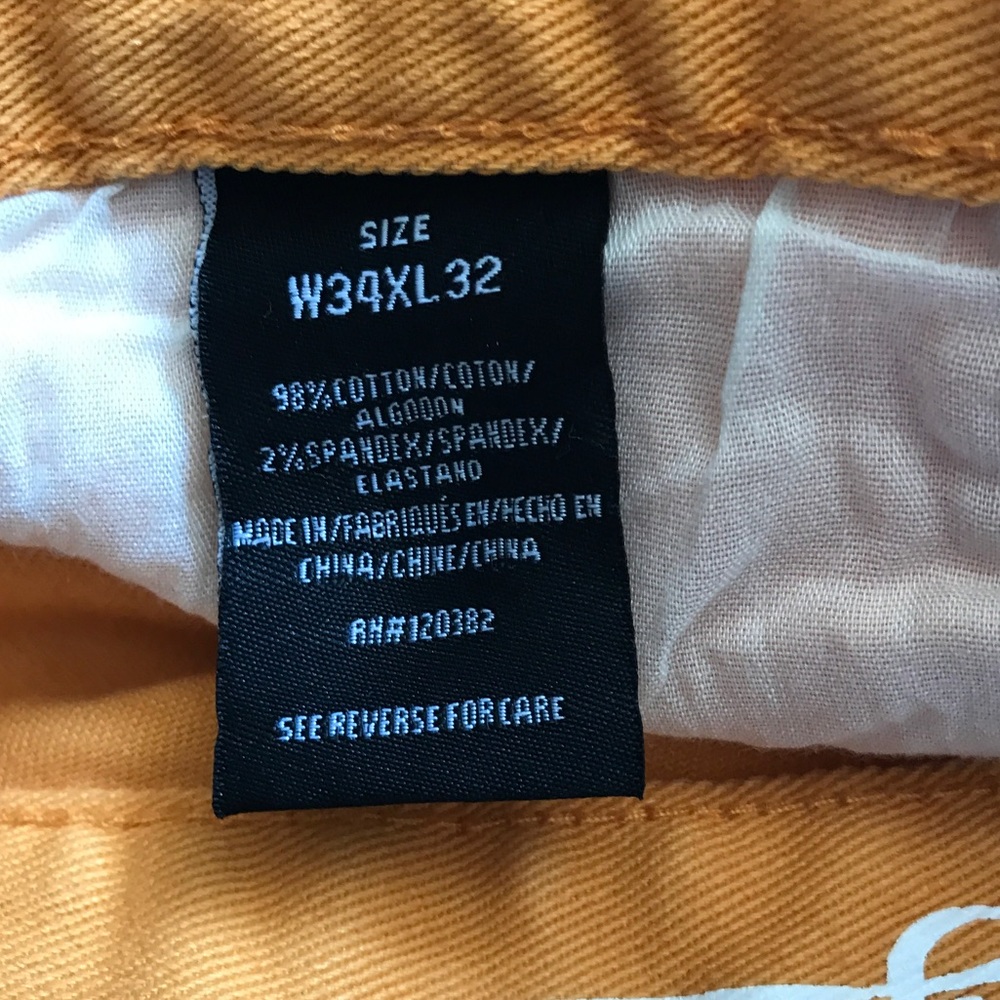 SIZE
W34XL32
98%COTTON/COTON/
ALGODON
2%SPANDEX/SPANDEX/
ELASTANO
MADE IN/FABRIQUÉS EN/HECHO EN
CHINA/CHINE/CHINA
RN#120382
SEE REVERSE FOR CARE